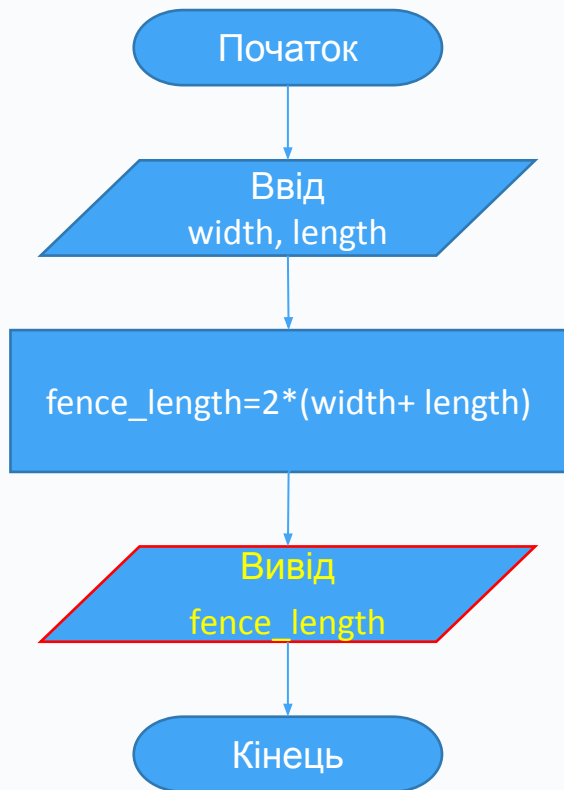 Початок
Ввід
width, length
fence_length=2*(width+ length)
Вивід
fence_length
Кінець